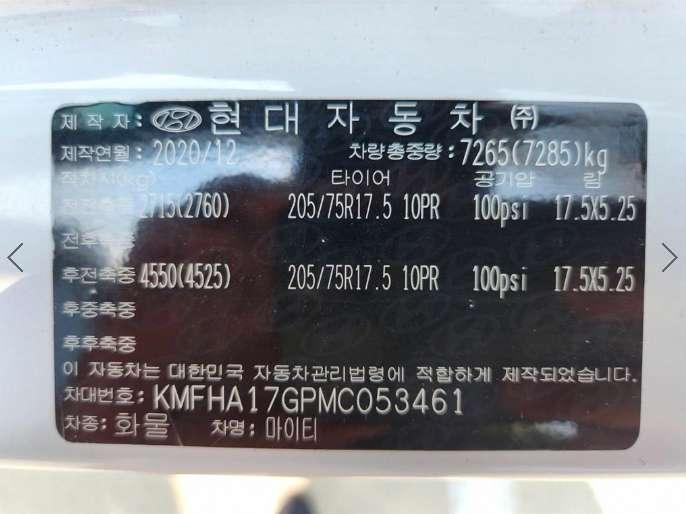 제작자: 현대자동차 ㈜
제작연월: 2020/12 차량총중량: 7265(7285)kg
적차시(kg) 타이어 공기압 림
전전축중 2715(2760) 205/75R17.5 10PR 100psi 17.5X5.25
전후축중
후전축중 4550(4525) 205/75R17.5 10PR 100psi 17.5X5.25
후중축중
후후축중
이 자동차는 대한민국 자동차관리법령에 적합하게 제작되었습니다.
차대번호: KMFHA17GPMC053461
차종: 화물 차명: 마이티